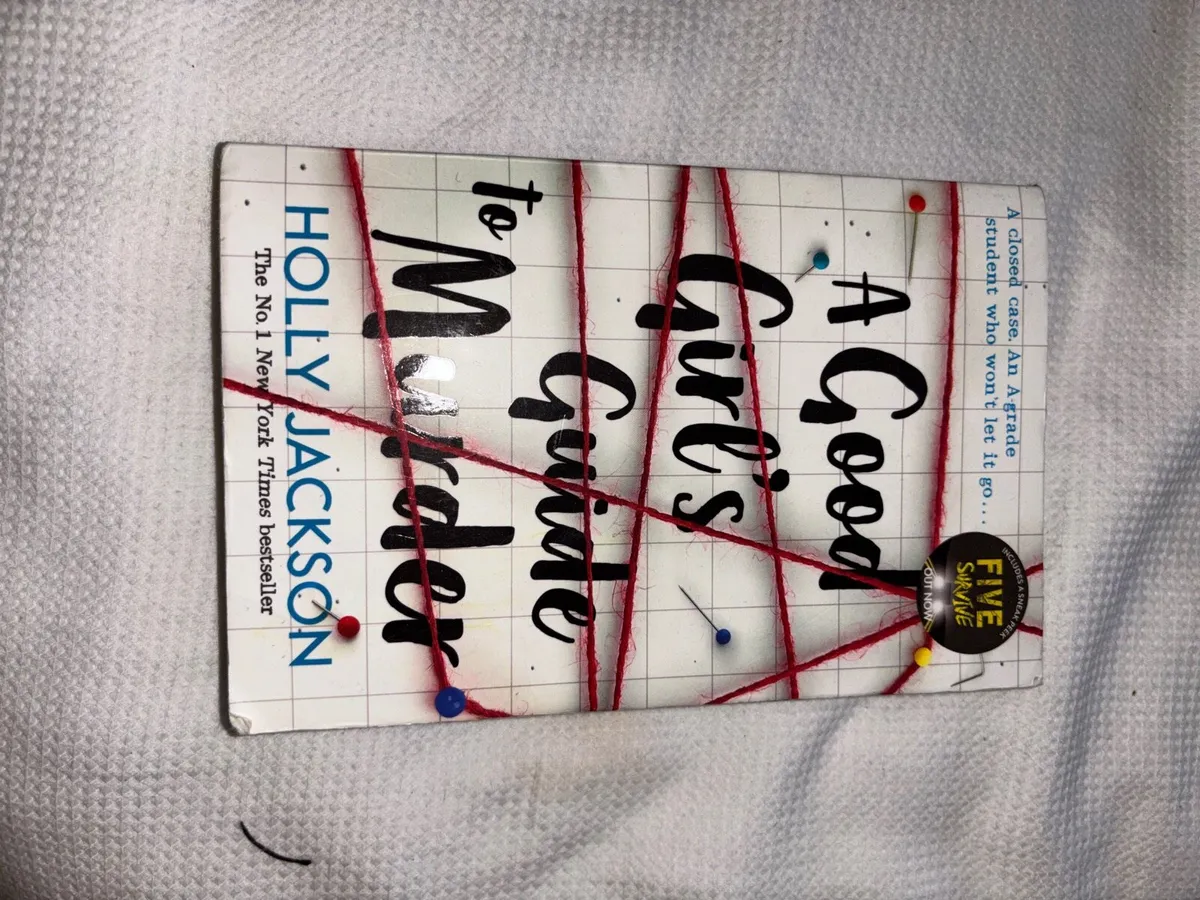 A closed case. An A-grade
student who won't let it go...
INCLUDES A SNEAK PEEK
FIVE
SURVIVE
OUT NOW
A Good
Girl's
Guide
to
Murder
HOLLY JACKSON
The No. 1 New York Times bestseller